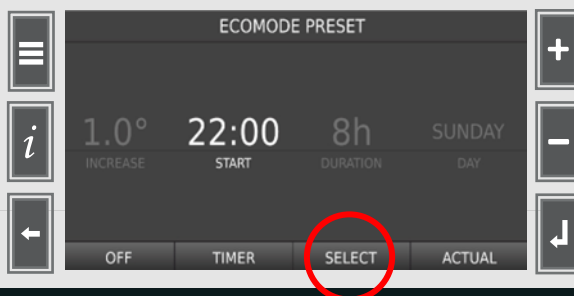 ECOMODE PRESET
1.0° 22:00 8h SUNDAY
INCREASE START DURATION DAY
i
OFF TIMER SELECT ACTUAL